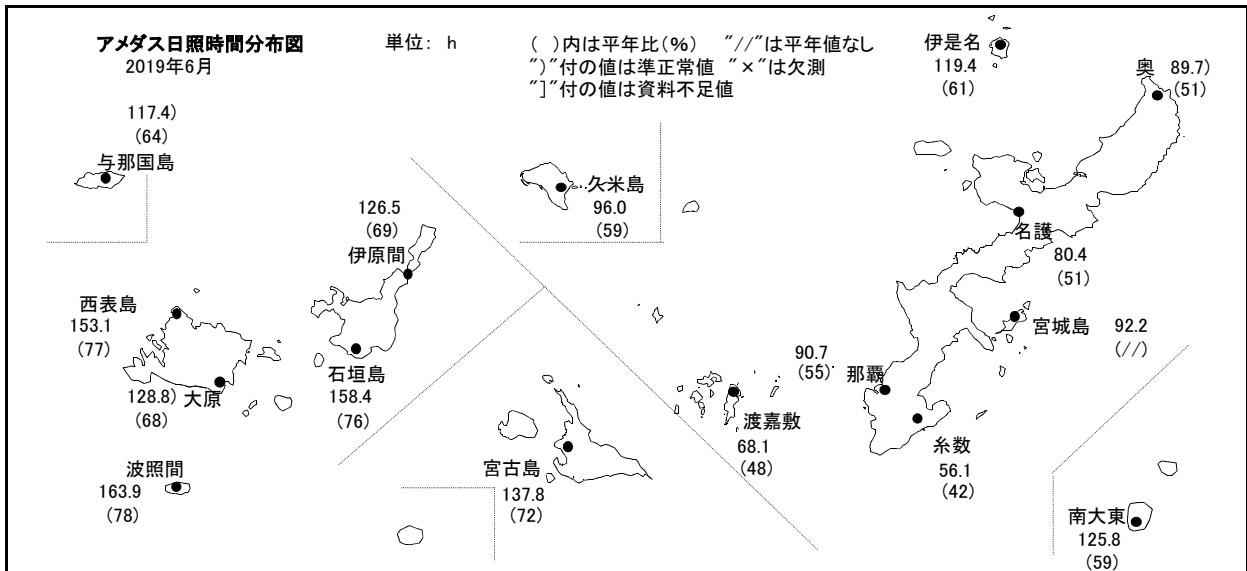 アメダス日照時間分布図
2019年6月
単位: h
( )内は平年比(%) "//"は平年値なし
")"付の値は準正常値 "×"は欠測
"]"付の値は資料不足値
伊是名
119.4
(61)
奥 89.7)
(51)
117.4)
(64)
与那国島
久米島
96.0
(59)
126.5
(69)
伊原間
名護
80.4
(51)
西表島
153.1
(77)
宮城島 92.2
(//)
石垣島
158.4
(76)
大原
128.8)
(68)
90.7
(55)
那覇
渡嘉敷
68.1
(48)
糸数
56.1
(42)
波照間
163.9
(78)
宮古島
137.8
(72)
南大東
125.8
(59)